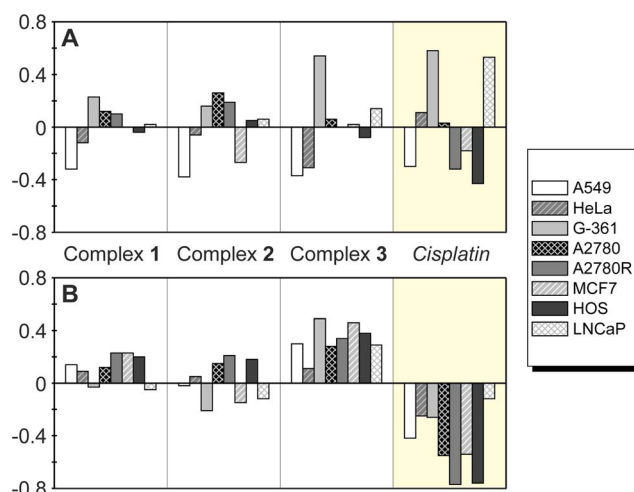 A
0.8
0.4
0
-0.4
-0.8
Complex 1
Complex 2
Complex 3
Cisplatin
B
0.4
0
-0.4
-0.8
A549
HeLa
G-361
A2780
A2780R
MCF7
HOS
LNCaP